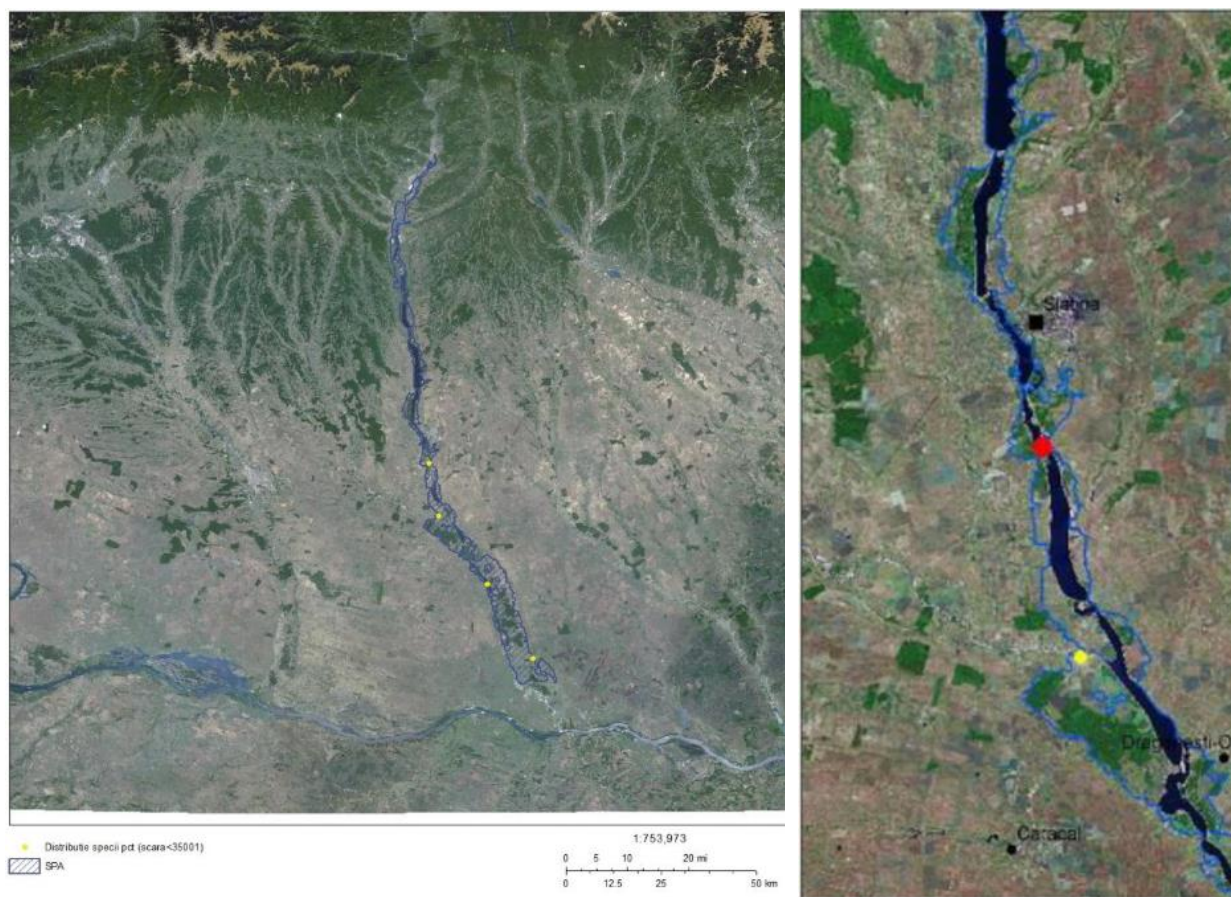 Distributie specii pct (scara<35001)
SPA
1:753,973
0 5 10 20 mi
0 12.5 25 50 km
Slatina
Draganesti-O
Caracal